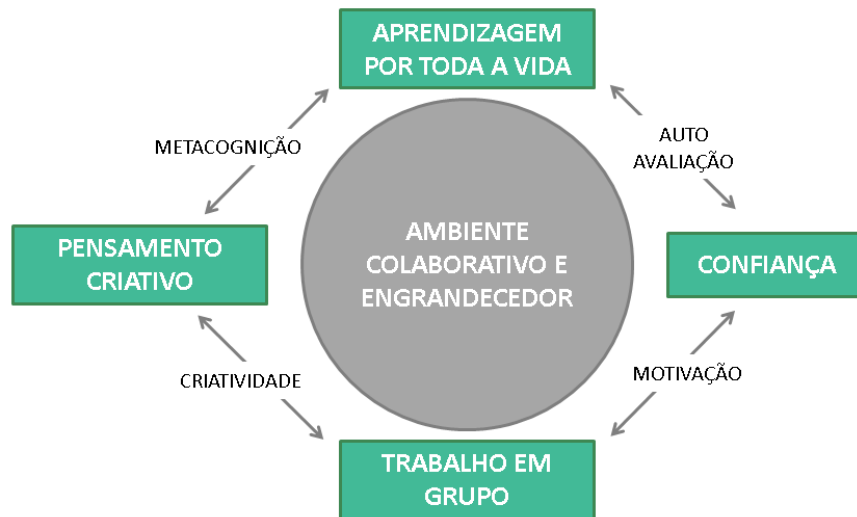 APRENDIZAGEM
POR TODA A VIDA
METACOGNIÇÃO
AUTO
AVALIAÇÃO
PENSAMENTO
CRIATIVO
AMBIENTE
COLABORATIVO E
ENGRANDECEDOR
CONFIANÇA
CRIATIVIDADE
MOTIVAÇÃO
TRABALHO EM
GRUPO